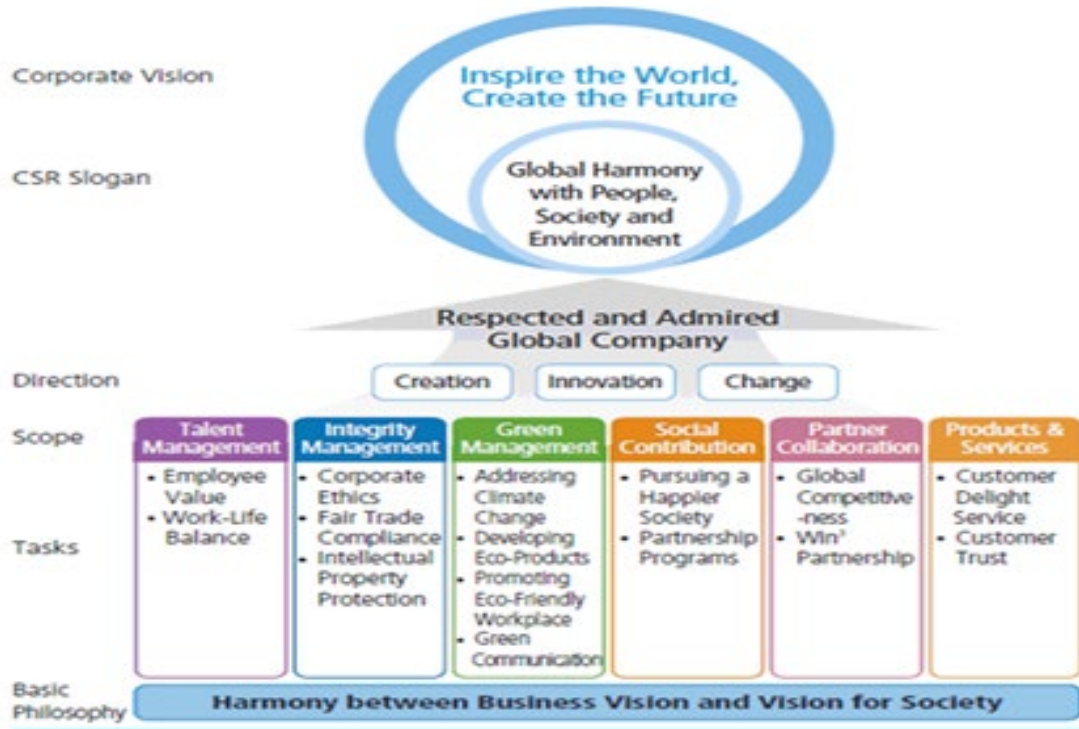 Corporate Vision
Inspire the World,
Create the Future
CSR Slogan
Global Harmony
with People,
Society and
Environment
Respected and Admired
Global Company
Direction
Creation
Innovation
Change
Scope
Talent
Management
Integrity
Management
Green
Management
Social
Contribution
Partner
Collaboration
Products &
Services
Tasks
• Employee
Value
• Work-Life
Balance
• Corporate
Ethics
• Fair Trade
Compliance
• Intellectual
Property
Protection
• Addressing
Climate
Change
• Developing
Eco-Products
• Promoting
Eco-Friendly
Workplace
• Green
Communication
• Pursuing a
Happier
Society
• Partnership
Programs
• Global
Competitive
-ness
• Win³
Partnership
• Customer
Delight
Service
• Customer
Trust
Basic
Philosophy
Harmony between Business Vision and Vision for Society